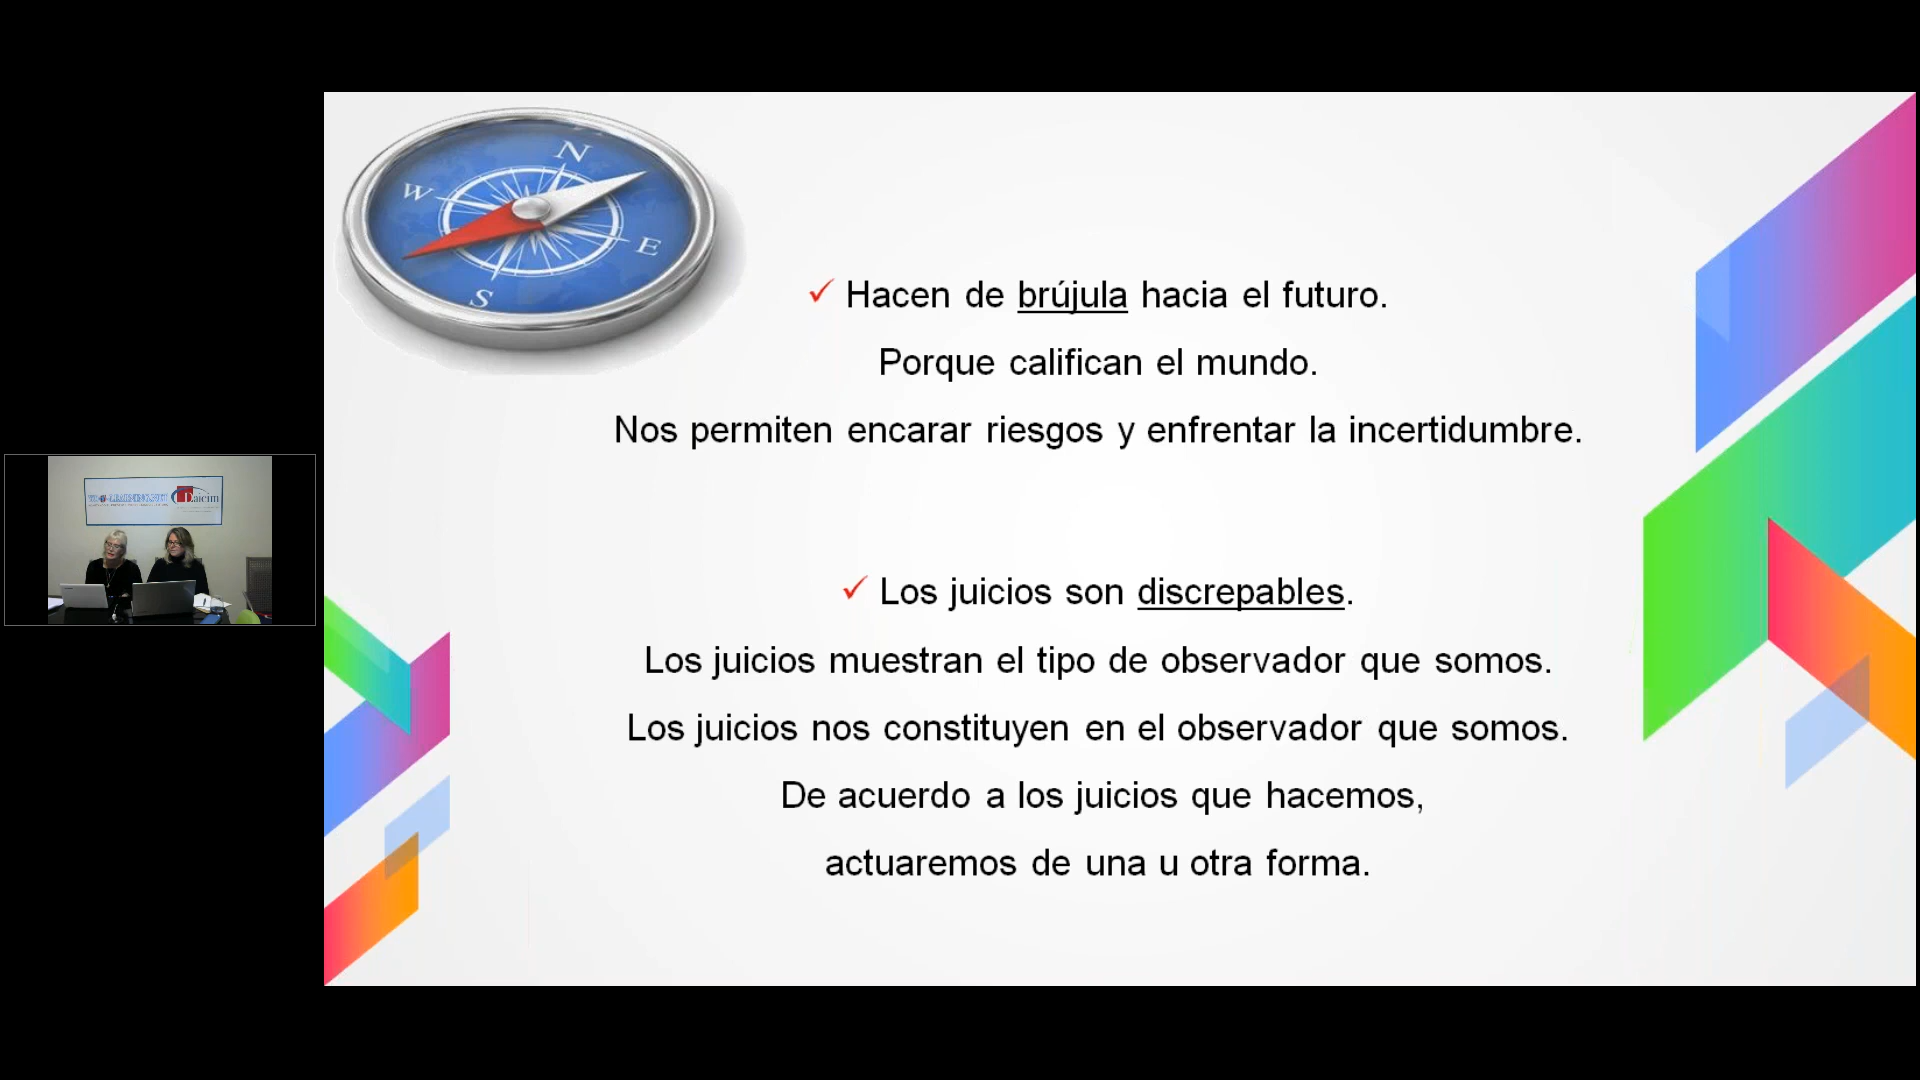 N
W
E
S
✓ Hacen de brújula hacia el futuro.
Porque califican el mundo.
Nos permiten encarar riesgos y enfrentar la incertidumbre.
✓ Los juicios son discrepables.
Los juicios muestran el tipo de observador que somos.
Los juicios nos constituyen en el observador que somos.
De acuerdo a los juicios que hacemos,
actuaremos de una u otra forma.
Daicim